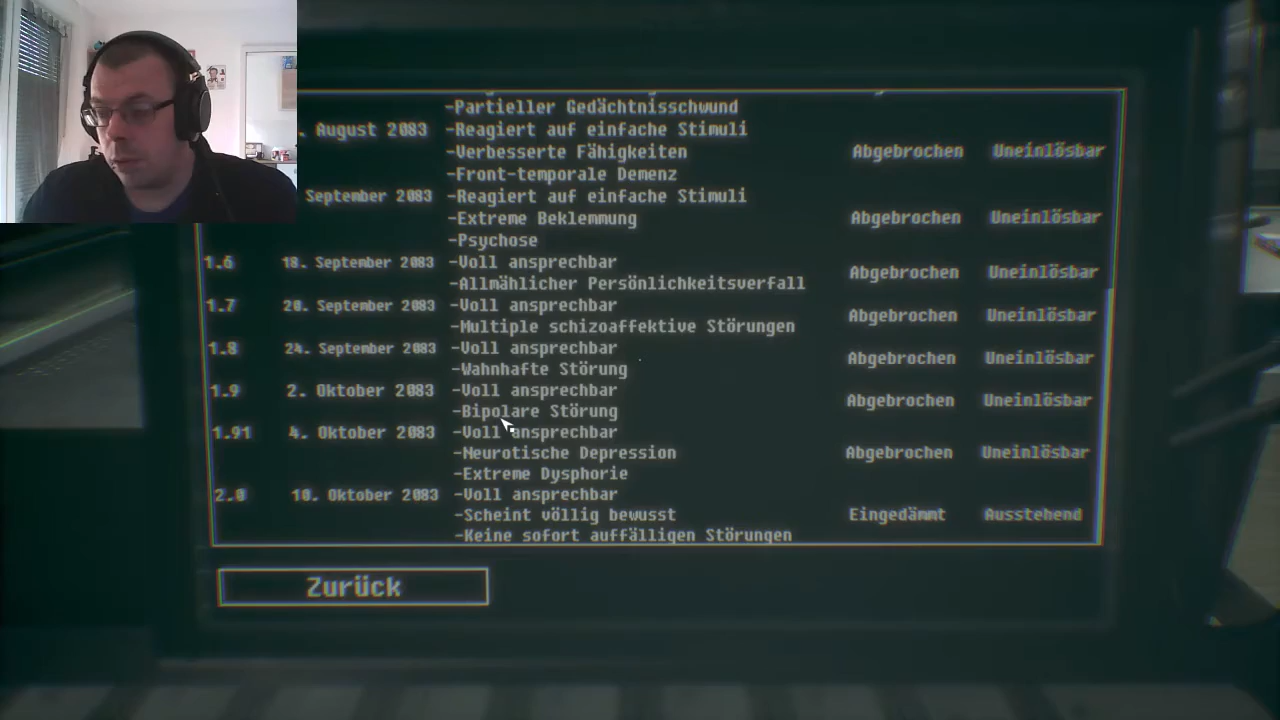 -Partieller Gedächtnisschwund
. August 2083 -Reagiert auf einfache Stimuli
-Verbesserte Fähigkeiten Abgebrochen Uneinlösbar
-Front-temporale Demenz
September 2083 -Reagiert auf einfache Stimuli
-Extreme Beklemmung Abgebrochen Uneinlösbar
-Psychose
1.6 18. September 2083 -Voll ansprechbar
-Allmählicher Persönlichkeitsverfall Abgebrochen Uneinlösbar
1.7 20. September 2083 -Voll ansprechbar
-Multiple schizoaffektive Störungen Abgebrochen Uneinlösbar
1.8 24. September 2083 -Voll ansprechbar
-Wahnhafte Störung Abgebrochen Uneinlösbar
1.9 2. Oktober 2083 -Voll ansprechbar
-Bipolare Störung Abgebrochen Uneinlösbar
1.91 4. Oktober 2083 -Voll ansprechbar
-Neurotische Depression Abgebrochen Uneinlösbar
-Extreme Dysphorie
2.0 10. Oktober 2083 -Voll ansprechbar
-Scheint völlig bewusst Eingedämmt Ausstehend
-Keine sofort auffälligen Störungen
Zurück